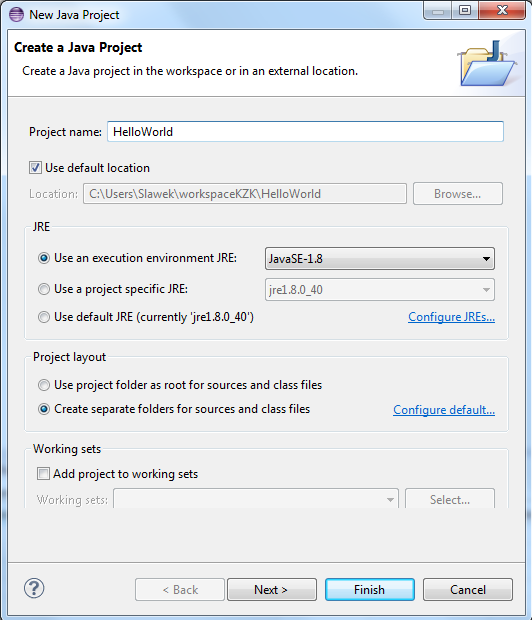 New Java Project
Create a Java Project
Create a Java project in the workspace or in an external location.
Project name: HelloWorld
Use default location
Location: C:\Users\Slawek\workspaceKZK\HelloWorld Browse...
JRE
Use an execution environment JRE: JavaSE-1.8
Use a project specific JRE: jre1.8.0_40
Use default JRE (currently 'jre1.8.0_40') Configure JREs...
Project layout
Use project folder as root for sources and class files
Create separate folders for sources and class files Configure default...
Working sets
Add project to working sets
Working sets: Select...
? < Back Next > Finish Cancel